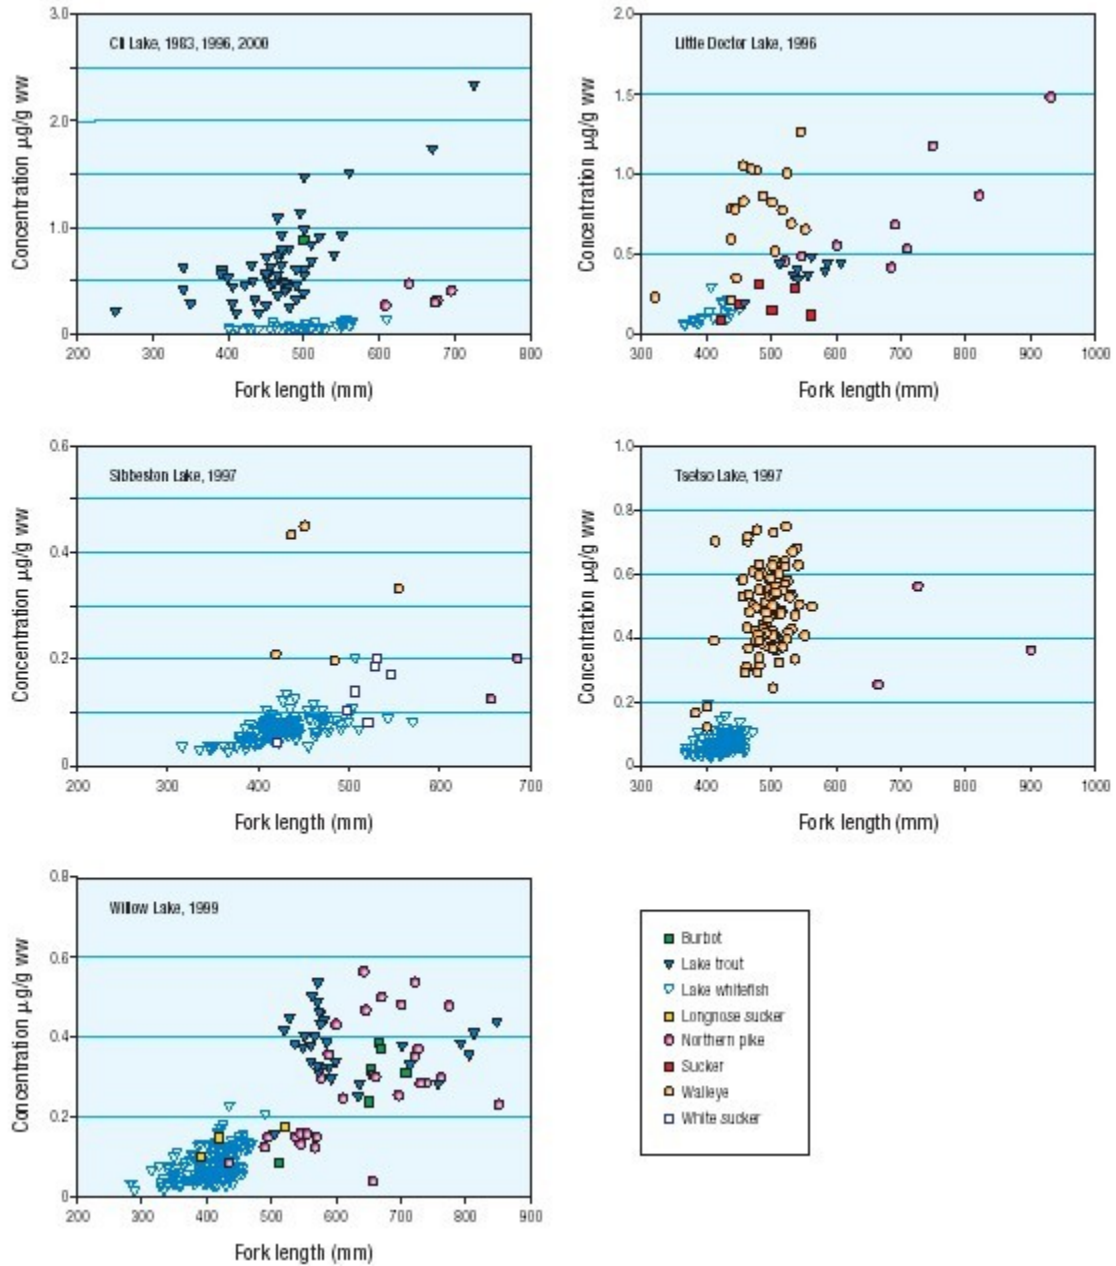 Cli Lake, 1983, 1996, 2000
3.0
2.0
1.0
0
Concentration µg/g ww
200 300 400 500 600 700 800
Fork length (mm)
Little Doctor Lake, 1996
2.0
1.5
1.0
0.5
0
Concentration µg/g ww
300 400 500 600 700 800 900 1000
Fork length (mm)
Sibbeston Lake, 1997
0.6
0.4
0.2
0
Concentration µg/g ww
200 300 400 500 600 700
Fork length (mm)
Tsetso Lake, 1997
1.0
0.8
0.6
0.4
0.2
0
Concentration µg/g ww
300 400 500 600 700 800 900 1000
Fork length (mm)
Willow Lake, 1999
0.8
0.6
0.4
0.2
0
Concentration µg/g ww
200 300 400 500 600 700 800 900
Fork length (mm)
Burbot
Lake trout
Lake whitefish
Longnose sucker
Northern pike
Sucker
Walleye
White sucker